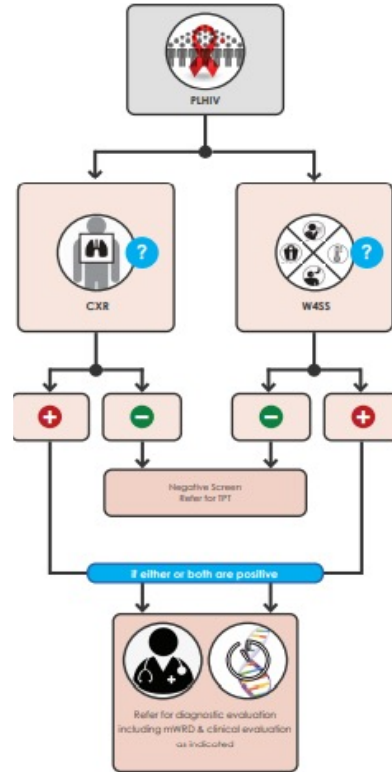 PLHIV
?
?
CXR
W4SS
Negative Screen
Refer for TPT
if either or both are positive
Refer for diagnostic evaluation
including mWRD & clinical evaluation
as indicated